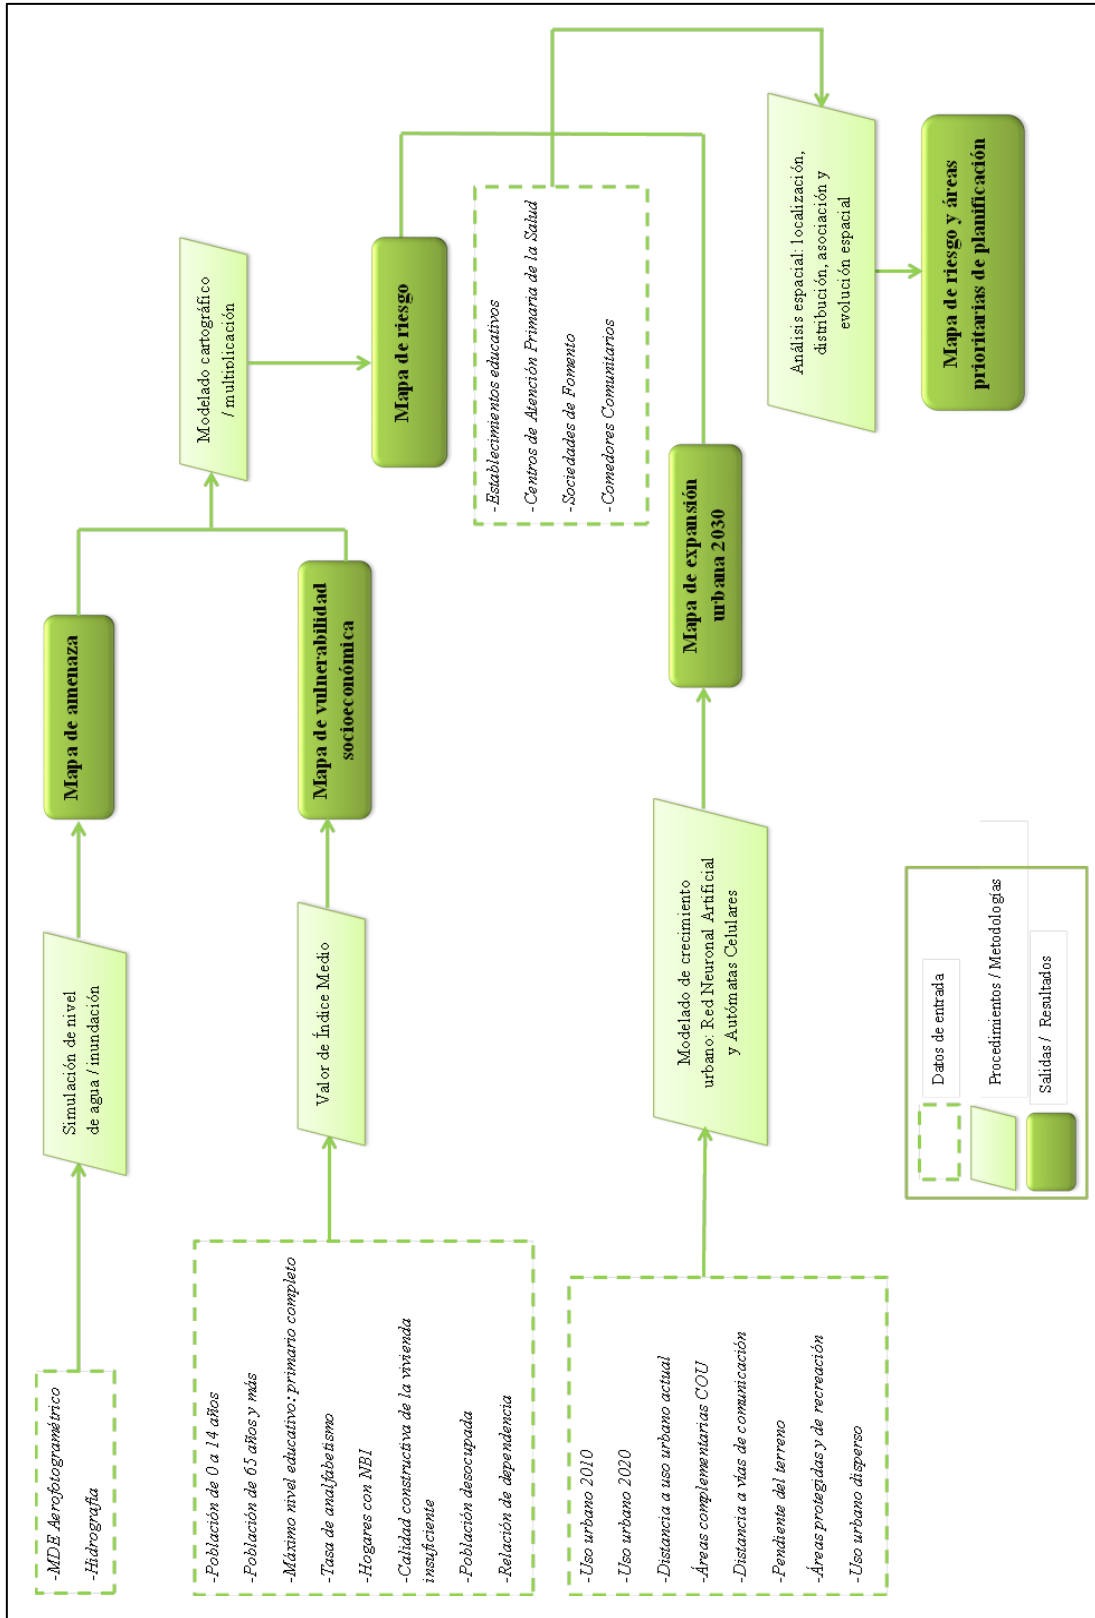 -MDE Aerofotogramétrico
-Hidrografía
Simulación de nivel
de agua / inundación
Mapa de amenaza
-Población de 0 a 14 años
-Población de 65 años y más
-Máximo nivel educativo: primario completo
-Tasa de analfabetismo
-Hogares con NBI
-Calidad constructiva de la vivienda
insuficiente
-Población desocupada
-Relación de dependencia
Valor de Índice Medio
Mapa de vulnerabilidad
socioeconómica
Modelado cartográfico
/ multiplicación
Mapa de riesgo
-Establecimientos educativos
-Centros de Atención Primaria de la Salud
-Sociedades de Fomento
-Comedores Comunitarios
-Uso urbano 2010
-Uso urbano 2020
-Distancia a uso urbano actual
-Áreas complementarias COU
-Distancia a vías de comunicación
-Pendiente del terreno
-Áreas protegidas y de recreación
-Uso urbano disperso
Modelado de crecimiento
urbano: Red Neuronal Artificial
y Autómatas Celulares
Mapa de expansión
urbana 2030
Análisis espacial: localización,
distribución, asociación y
evolución espacial
Mapa de riesgo y áreas
prioritarias de planificación
Datos de entrada
Procedimientos / Metodologías
Salidas / Resultados